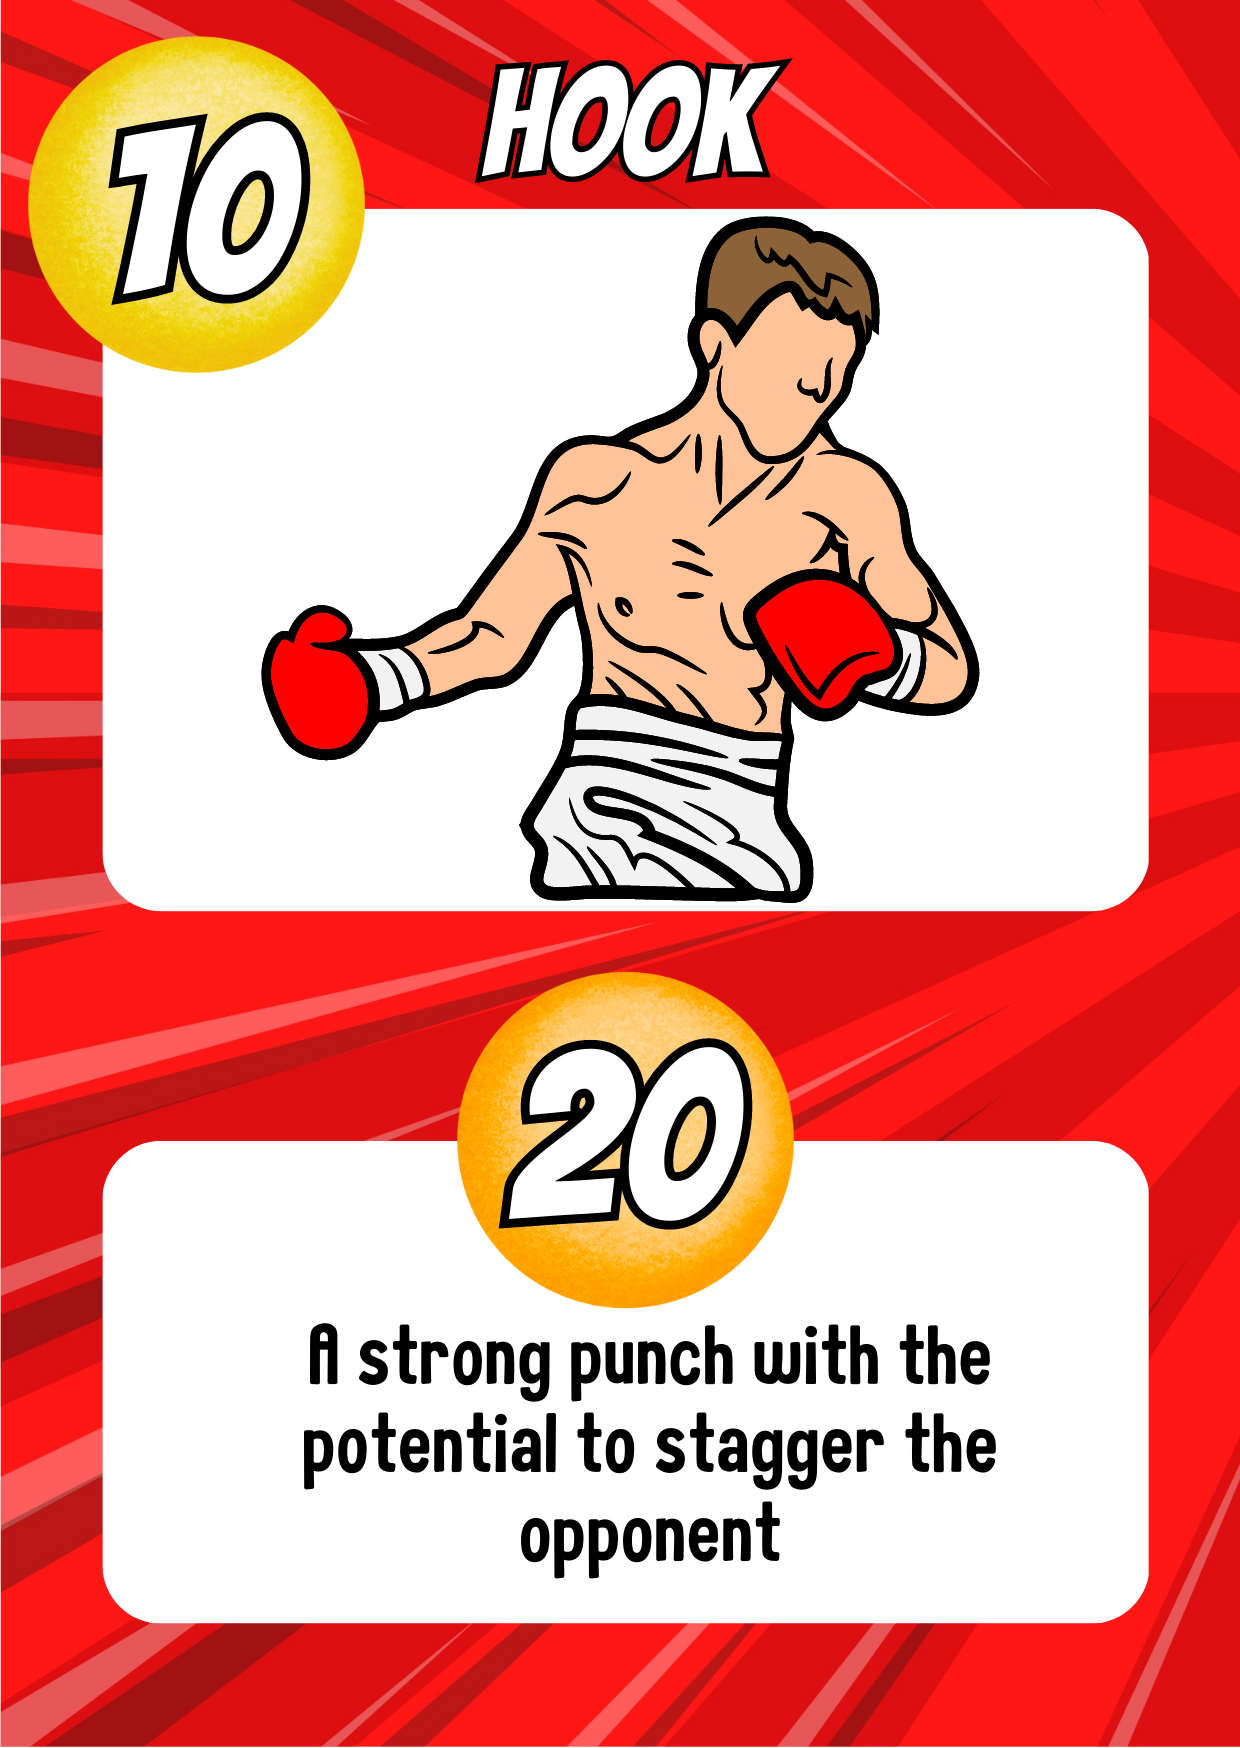 HOOK
10
20
A strong punch with the
potential to stagger the
opponent